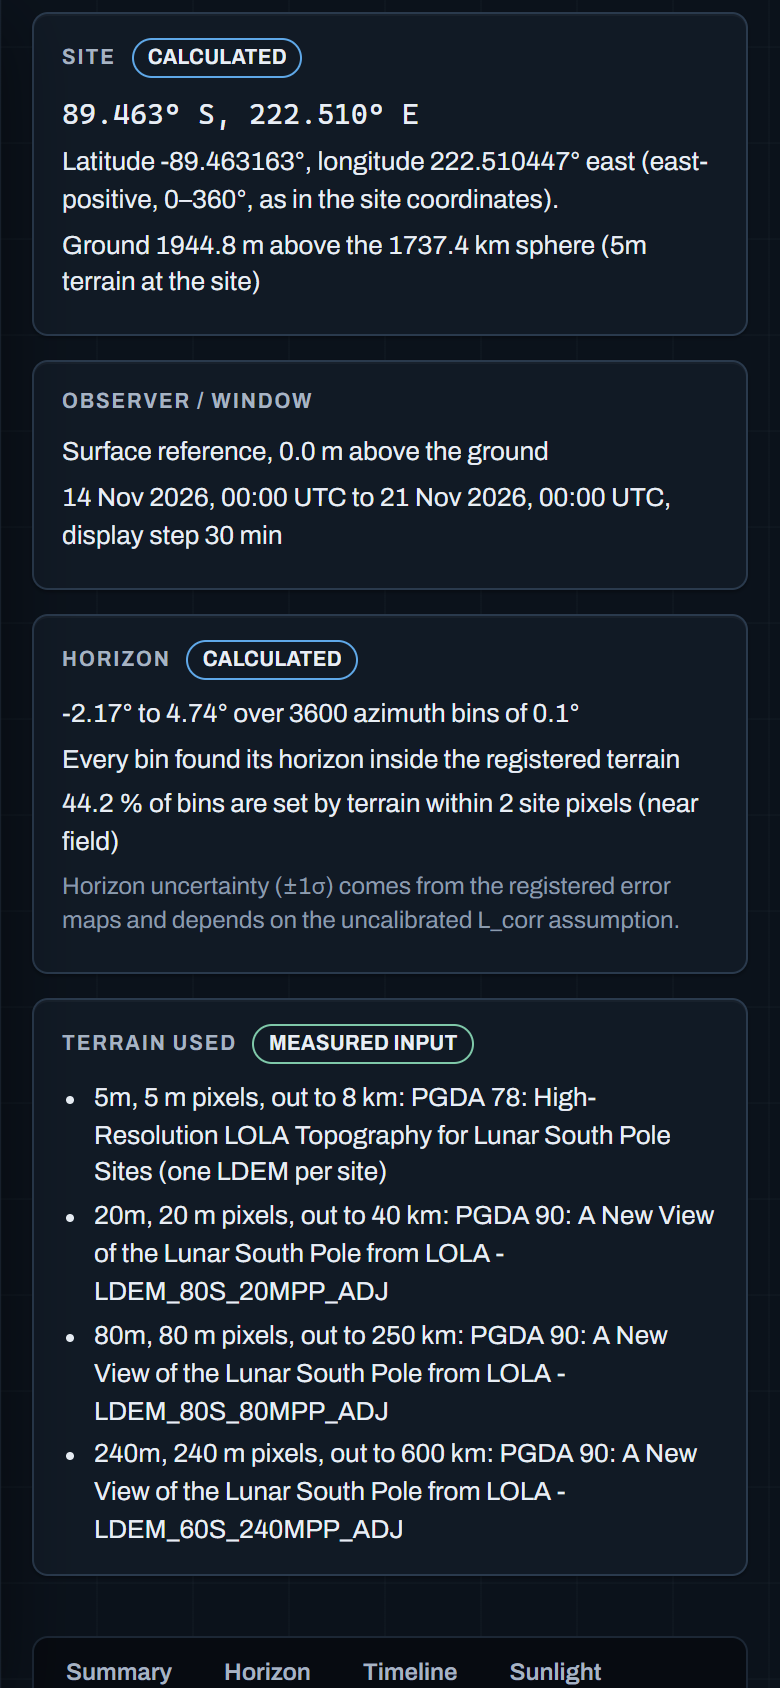 SITE CALCULATED
89.463° S, 222.510° E
Latitude -89.463163°, longitude 222.510447° east (east-
positive, 0–360°, as in the site coordinates).
Ground 1944.8 m above the 1737.4 km sphere (5m
terrain at the site)
OBSERVER / WINDOW
Surface reference, 0.0 m above the ground
14 Nov 2026, 00:00 UTC to 21 Nov 2026, 00:00 UTC,
display step 30 min
HORIZON CALCULATED
-2.17° to 4.74° over 3600 azimuth bins of 0.1°
Every bin found its horizon inside the registered terrain
44.2 % of bins are set by terrain within 2 site pixels (near
field)
Horizon uncertainty (±1σ) comes from the registered error
maps and depends on the uncalibrated L_corr assumption.
TERRAIN USED MEASURED INPUT
• 5m, 5 m pixels, out to 8 km: PGDA 78: High-
Resolution LOLA Topography for Lunar South Pole
Sites (one LDEM per site)
• 20m, 20 m pixels, out to 40 km: PGDA 90: A New View
of the Lunar South Pole from LOLA -
LDEM_80S_20MPP_ADJ
• 80m, 80 m pixels, out to 250 km: PGDA 90: A New
View of the Lunar South Pole from LOLA -
LDEM_80S_80MPP_ADJ
• 240m, 240 m pixels, out to 600 km: PGDA 90: A New
View of the Lunar South Pole from LOLA -
LDEM_60S_240MPP_ADJ
Summary Horizon Timeline Sunlight